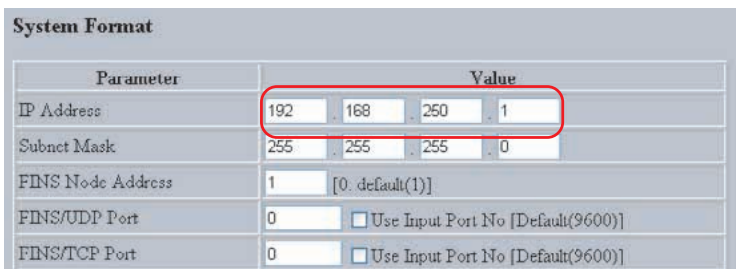 System Format
Parameter Value
IP Address 192 . 168 . 250 . 1
Subnet Mask 255 . 255 . 255 . 0
FINS Node Address 1 [0: default(1)]
FINS/UDP Port 0 Use Input Port No [Default(9600)]
FINS/TCP Port 0 Use Input Port No [Default(9600)]